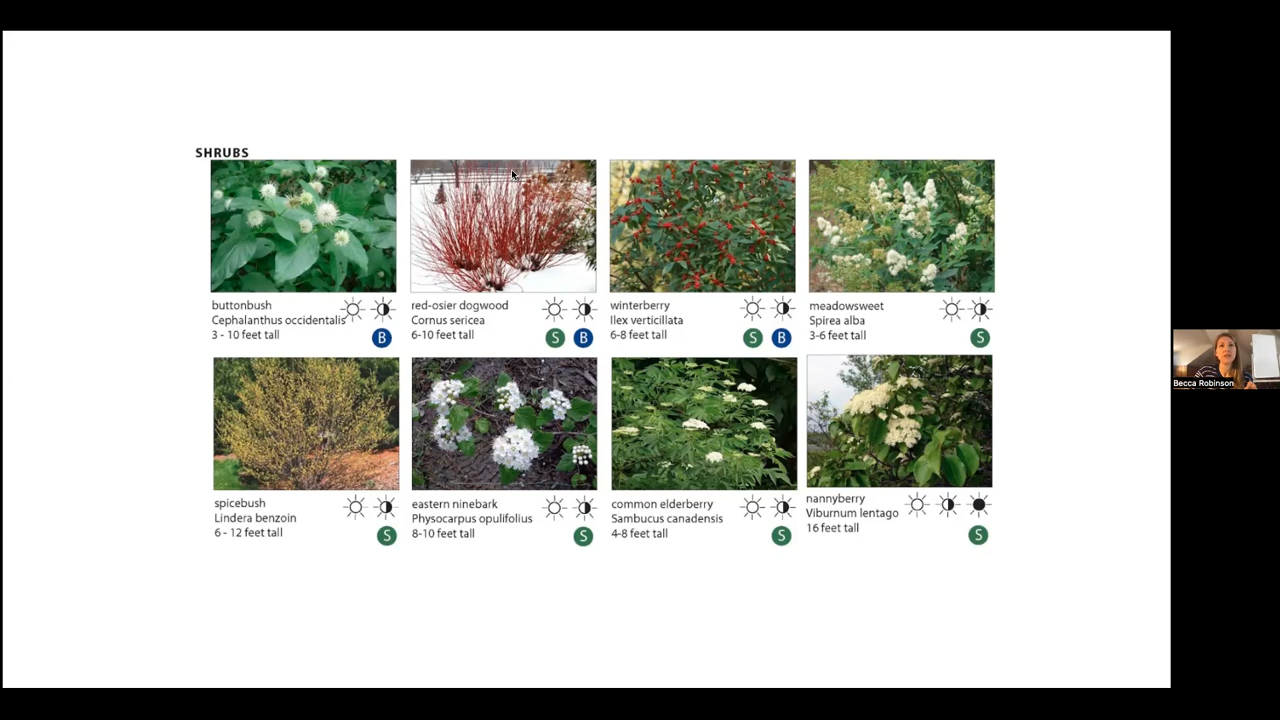 SHRUBS
buttonbush
Cephalanthus occidentalis
3 - 10 feet tall
B
red-osier dogwood
Cornus sericea
6-10 feet tall
S B
winterberry
Ilex verticillata
6-8 feet tall
S B
meadowsweet
Spirea alba
3-6 feet tall
S
spicebush
Lindera benzoin
6 - 12 feet tall
S
eastern ninebark
Physocarpus opulifolius
8-10 feet tall
S
common elderberry
Sambucus canadensis
4-8 feet tall
S
nannyberry
Viburnum lentago
16 feet tall
S
Becca Robinson